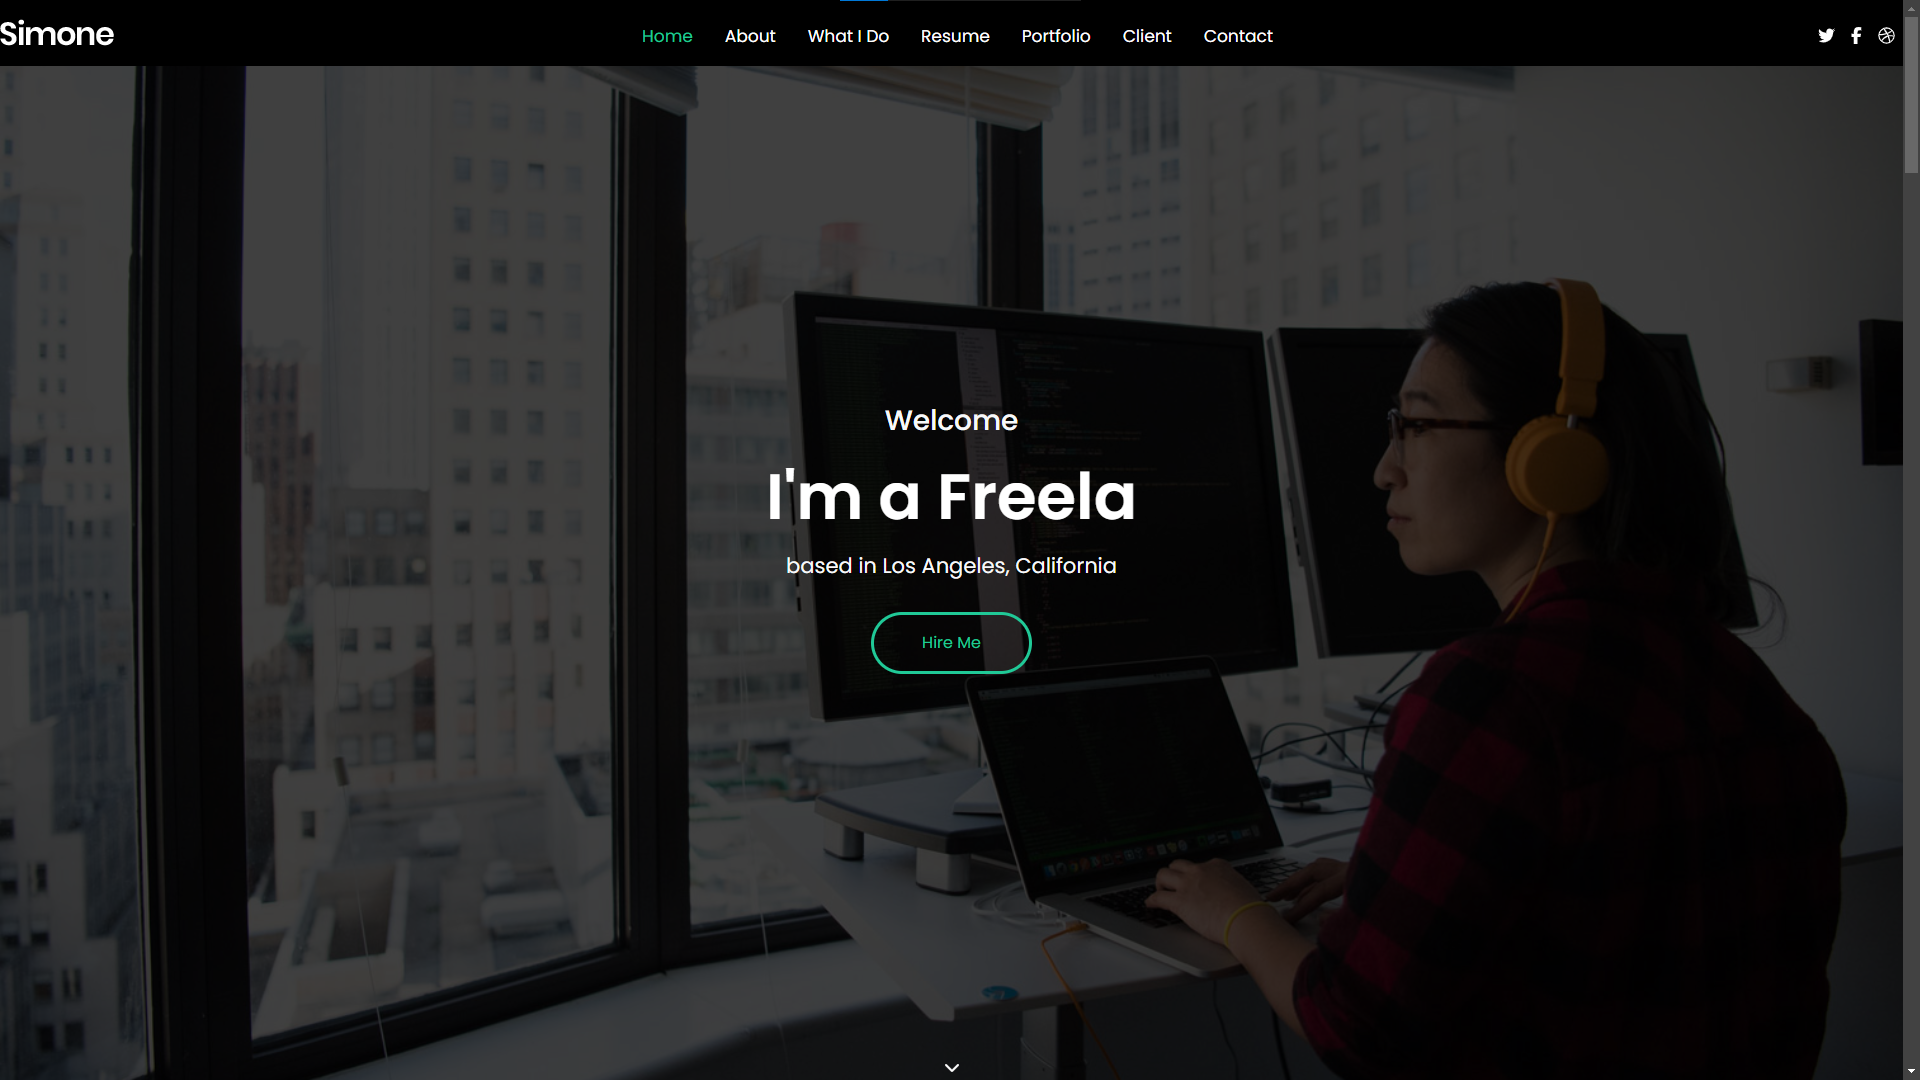 Simone
Home About What I Do Resume Portfolio Client Contact
Welcome
I'm a Freela
based in Los Angeles, California
Hire Me